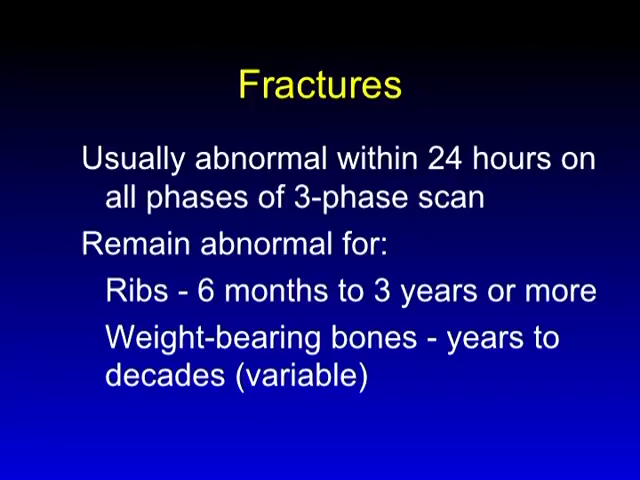 Fractures
Usually abnormal within 24 hours on
all phases of 3-phase scan
Remain abnormal for:
Ribs - 6 months to 3 years or more
Weight-bearing bones - years to
decades (variable)